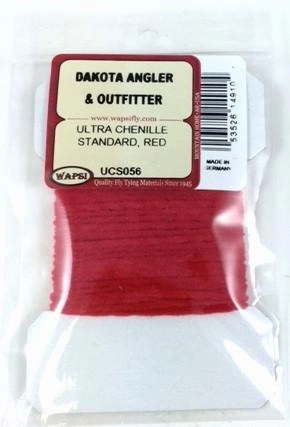 DAKOTA ANGLER
& OUTFITTER
www.wapsifly.com
ULTRA CHENILLE
STANDARD, RED
UCS056
WAPSI
Quality Fly Tying Materials Since 1945
MADE IN
GERMANY